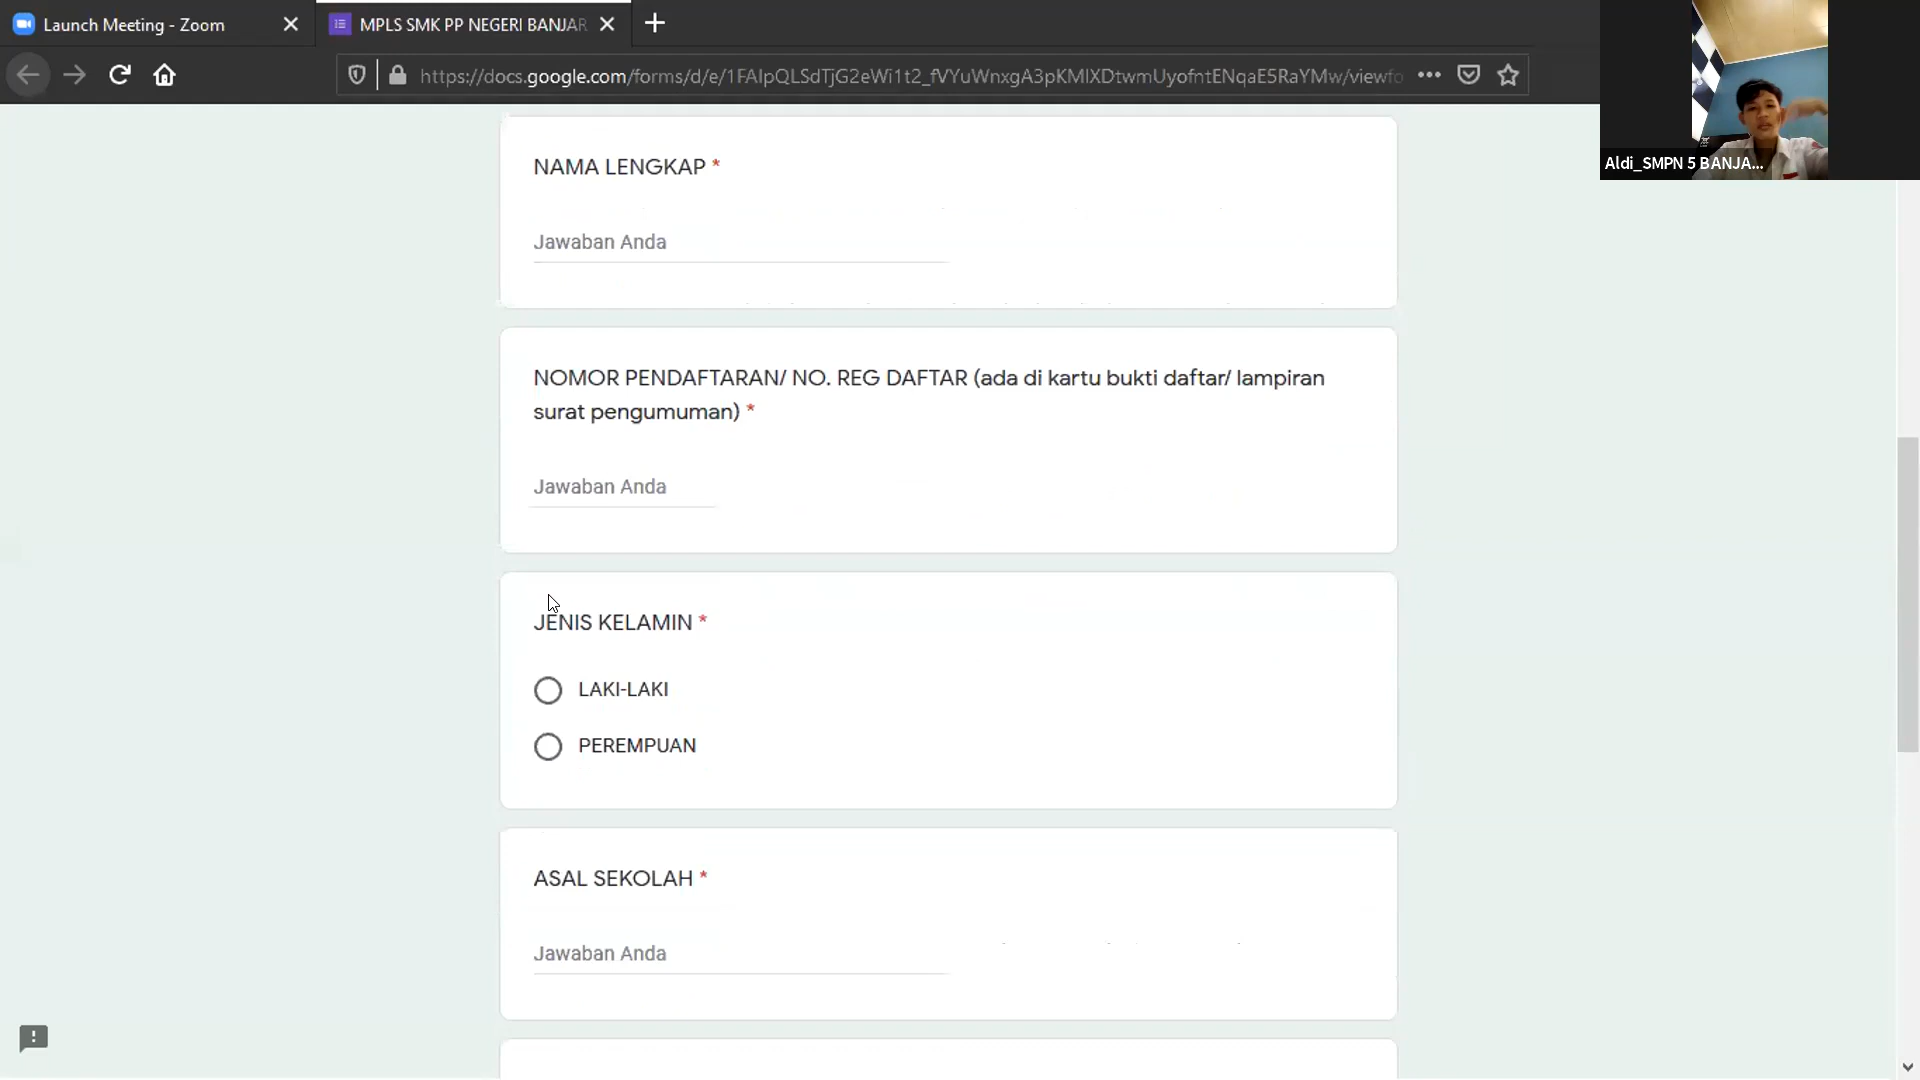 Launch Meeting - Zoom
MPLS SMK PP NEGERI BANJAR
https://docs.google.com/forms/d/e/1FAIpQLSdTjG2eWi1t2_fVYuWnxgA3pKMlXDtwmUyofntENqaE5RaYMw/viewfo
Aldi_SMPN 5 BANJA...
NAMA LENGKAP *
Jawaban Anda
NOMOR PENDAFTARAN/ NO. REG DAFTAR (ada di kartu bukti daftar/ lampiran
surat pengumuman) *
Jawaban Anda
JENIS KELAMIN *
LAKI-LAKI
PEREMPUAN
ASAL SEKOLAH *
Jawaban Anda